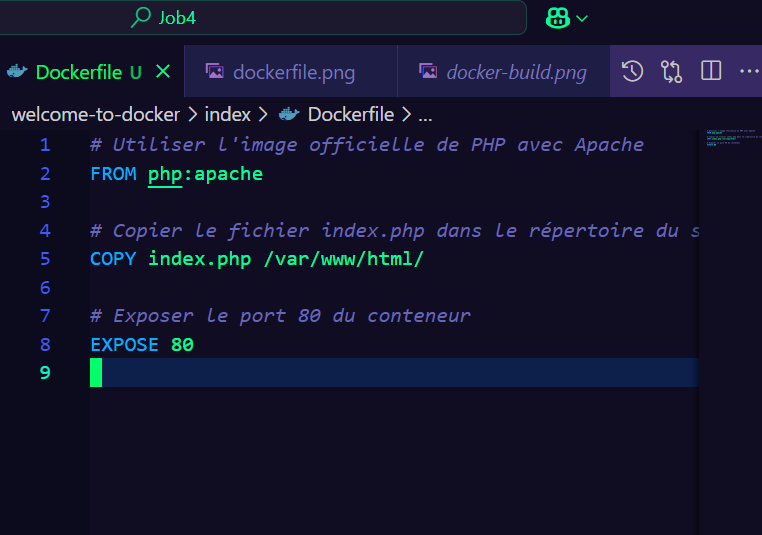 Job4
Dockerfile U
dockerfile.png
docker-build.png
welcome-to-docker > index > Dockerfile > ...
1 # Utiliser l'image officielle de PHP avec Apache
2 FROM php:apache
3
4 # Copier le fichier index.php dans le répertoire du s
5 COPY index.php /var/www/html/
6
7 # Exposer le port 80 du conteneur
8 EXPOSE 80
9